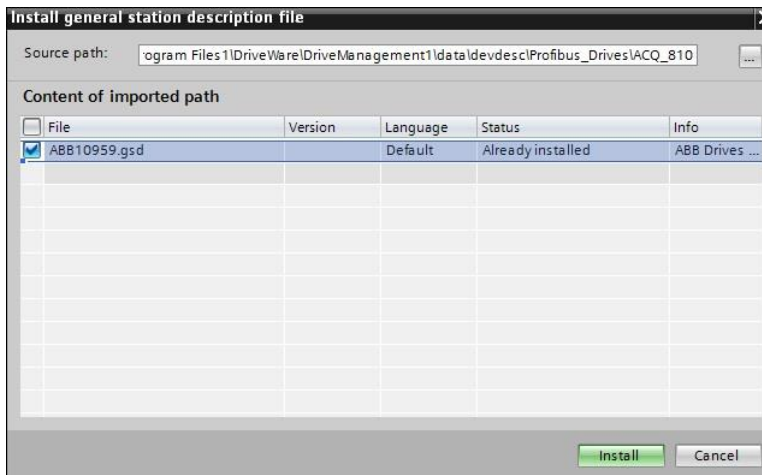 Install general station description file
Source path: rogram Files1\DriveWare\DriveManagement1\data\devdesc\Profibus_Drives\ACQ_810 ...
Content of imported path
File Version Language Status Info
ABB10959.gsd Default Already installed ABB Drives ...
Install Cancel